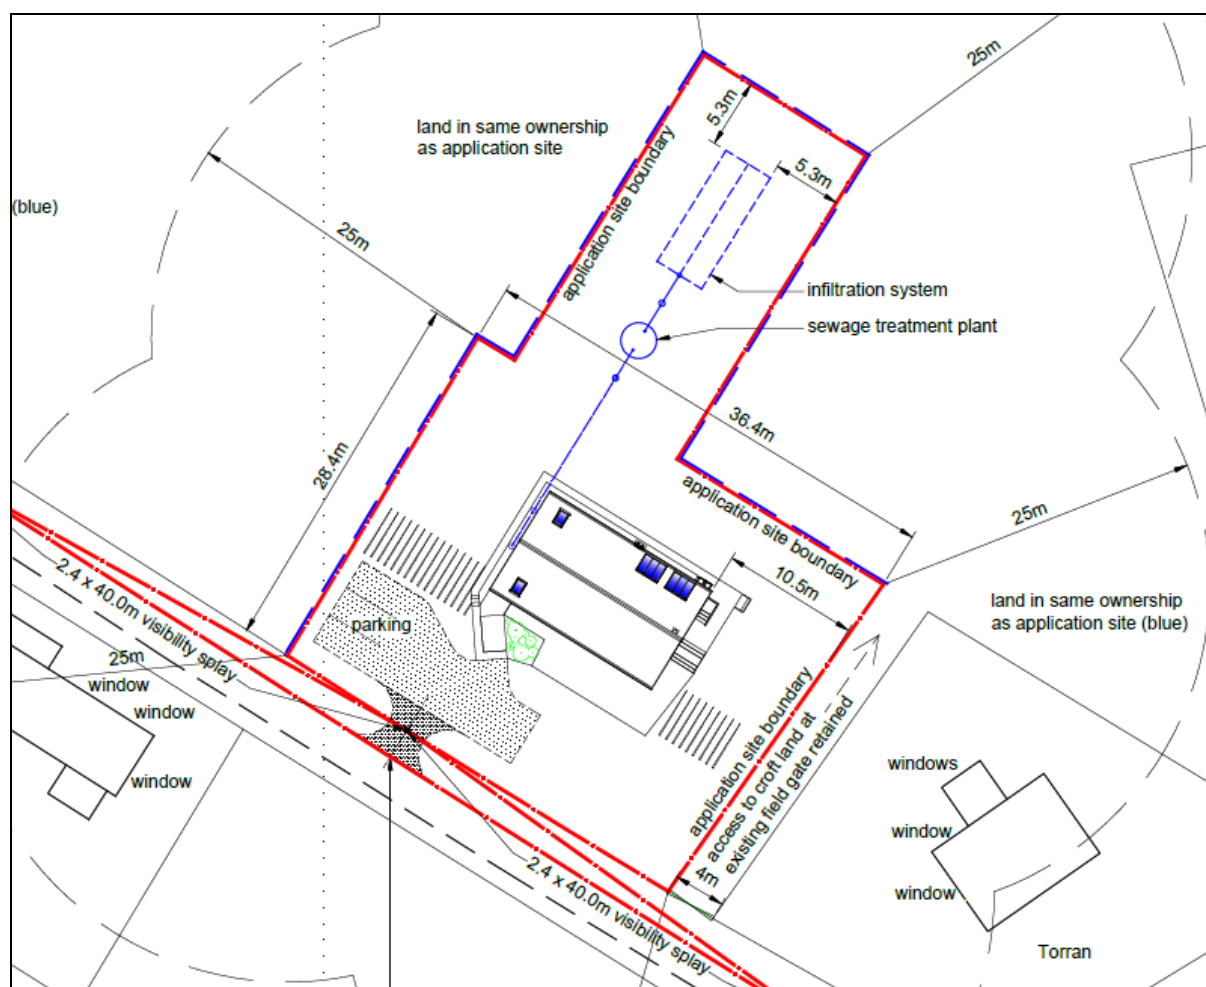 25m
5.3m
land in same ownership
as application site
5.3m
application site boundary
(blue)
25m
infiltration system
sewage treatment plant
36.4m
28.4m
application site boundary
25m
10.5m
land in same ownership
as application site (blue)
parking
2.4 x 40.0m visibility splay
25m
window
window
window
application site boundary
access to croft land at
existing field gate retained
windows
window
window
4m
2.4 x 40.0m visibility splay
Torran